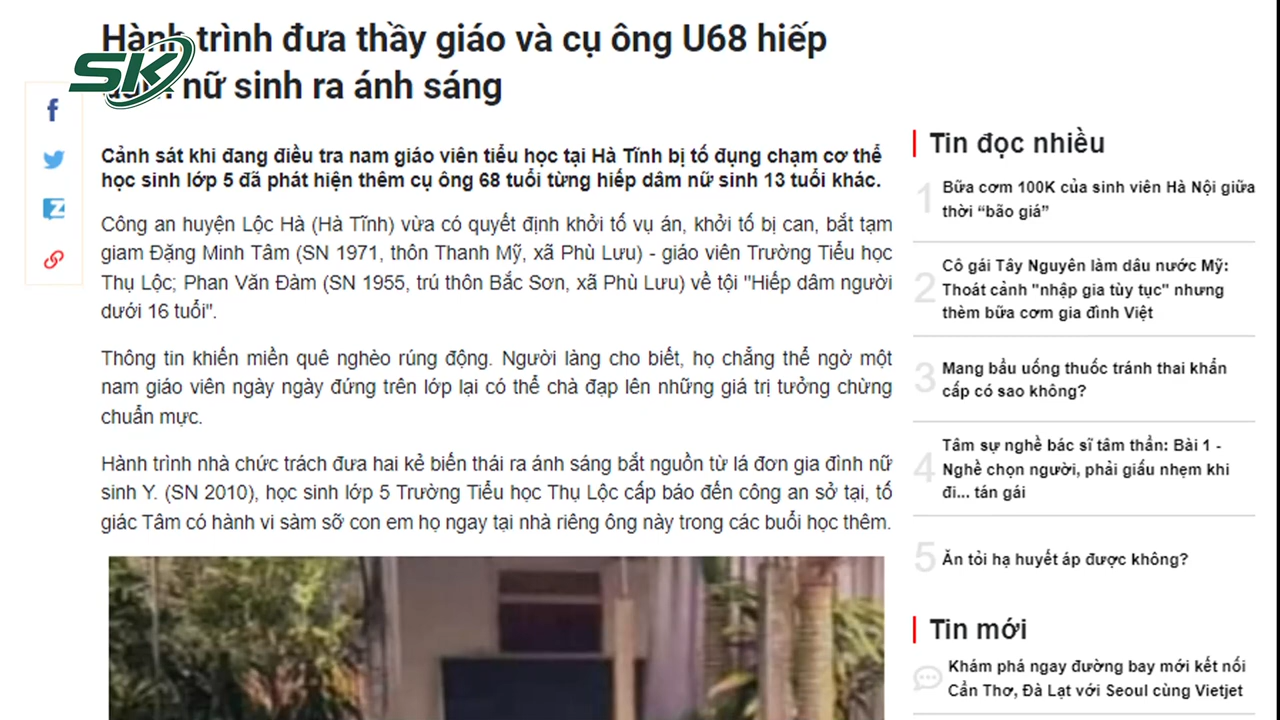 Hành trình đưa thầy giáo và cụ ông U68 hiếp
nữ sinh ra ánh sáng
SK
Cảnh sát khi đang điều tra nam giáo viên tiểu học tại Hà Tĩnh bị tố đụng chạm cơ thể
học sinh lớp 5 đã phát hiện thêm cụ ông 68 tuổi từng hiếp dâm nữ sinh 13 tuổi khác.
Công an huyện Lộc Hà (Hà Tĩnh) vừa có quyết định khởi tố vụ án, khởi tố bị can, bắt tạm
giam Đặng Minh Tâm (SN 1971, thôn Thanh Mỹ, xã Phù Lưu) - giáo viên Trường Tiểu học
Thụ Lộc; Phan Văn Đàm (SN 1955, trú thôn Bắc Sơn, xã Phù Lưu) về tội "Hiếp dâm người
dưới 16 tuổi".
Thông tin khiến miền quê nghèo rúng động. Người làng cho biết, họ chẳng thể ngờ một
nam giáo viên ngày ngày đứng trên lớp lại có thể chà đạp lên những giá trị tưởng chừng
chuẩn mực.
Hành trình nhà chức trách đưa hai kẻ biến thái ra ánh sáng bắt nguồn từ lá đơn gia đình nữ
sinh Y. (SN 2010), học sinh lớp 5 Trường Tiểu học Thụ Lộc cấp báo đến công an sở tại, tố
giác Tâm có hành vi sàm sỡ con em họ ngay tại nhà riêng ông này trong các buổi học thêm.
Tin đọc nhiều
1 Bữa cơm 100K của sinh viên Hà Nội giữa
thời “bão giá”
2 Cô gái Tây Nguyên làm dâu nước Mỹ:
Thoát cảnh "nhập gia tùy tục" nhưng
thèm bữa cơm gia đình Việt
3 Mang bầu uống thuốc tránh thai khẩn
cấp có sao không?
4 Tâm sự nghề bác sĩ tâm thần: Bài 1 -
Nghề chọn người, phải giấu nhẹm khi
đi... tán gái
5 Ăn tỏi hạ huyết áp được không?
Tin mới
Khám phá ngay đường bay mới kết nối
Cần Thơ, Đà Lạt với Seoul cùng Vietjet